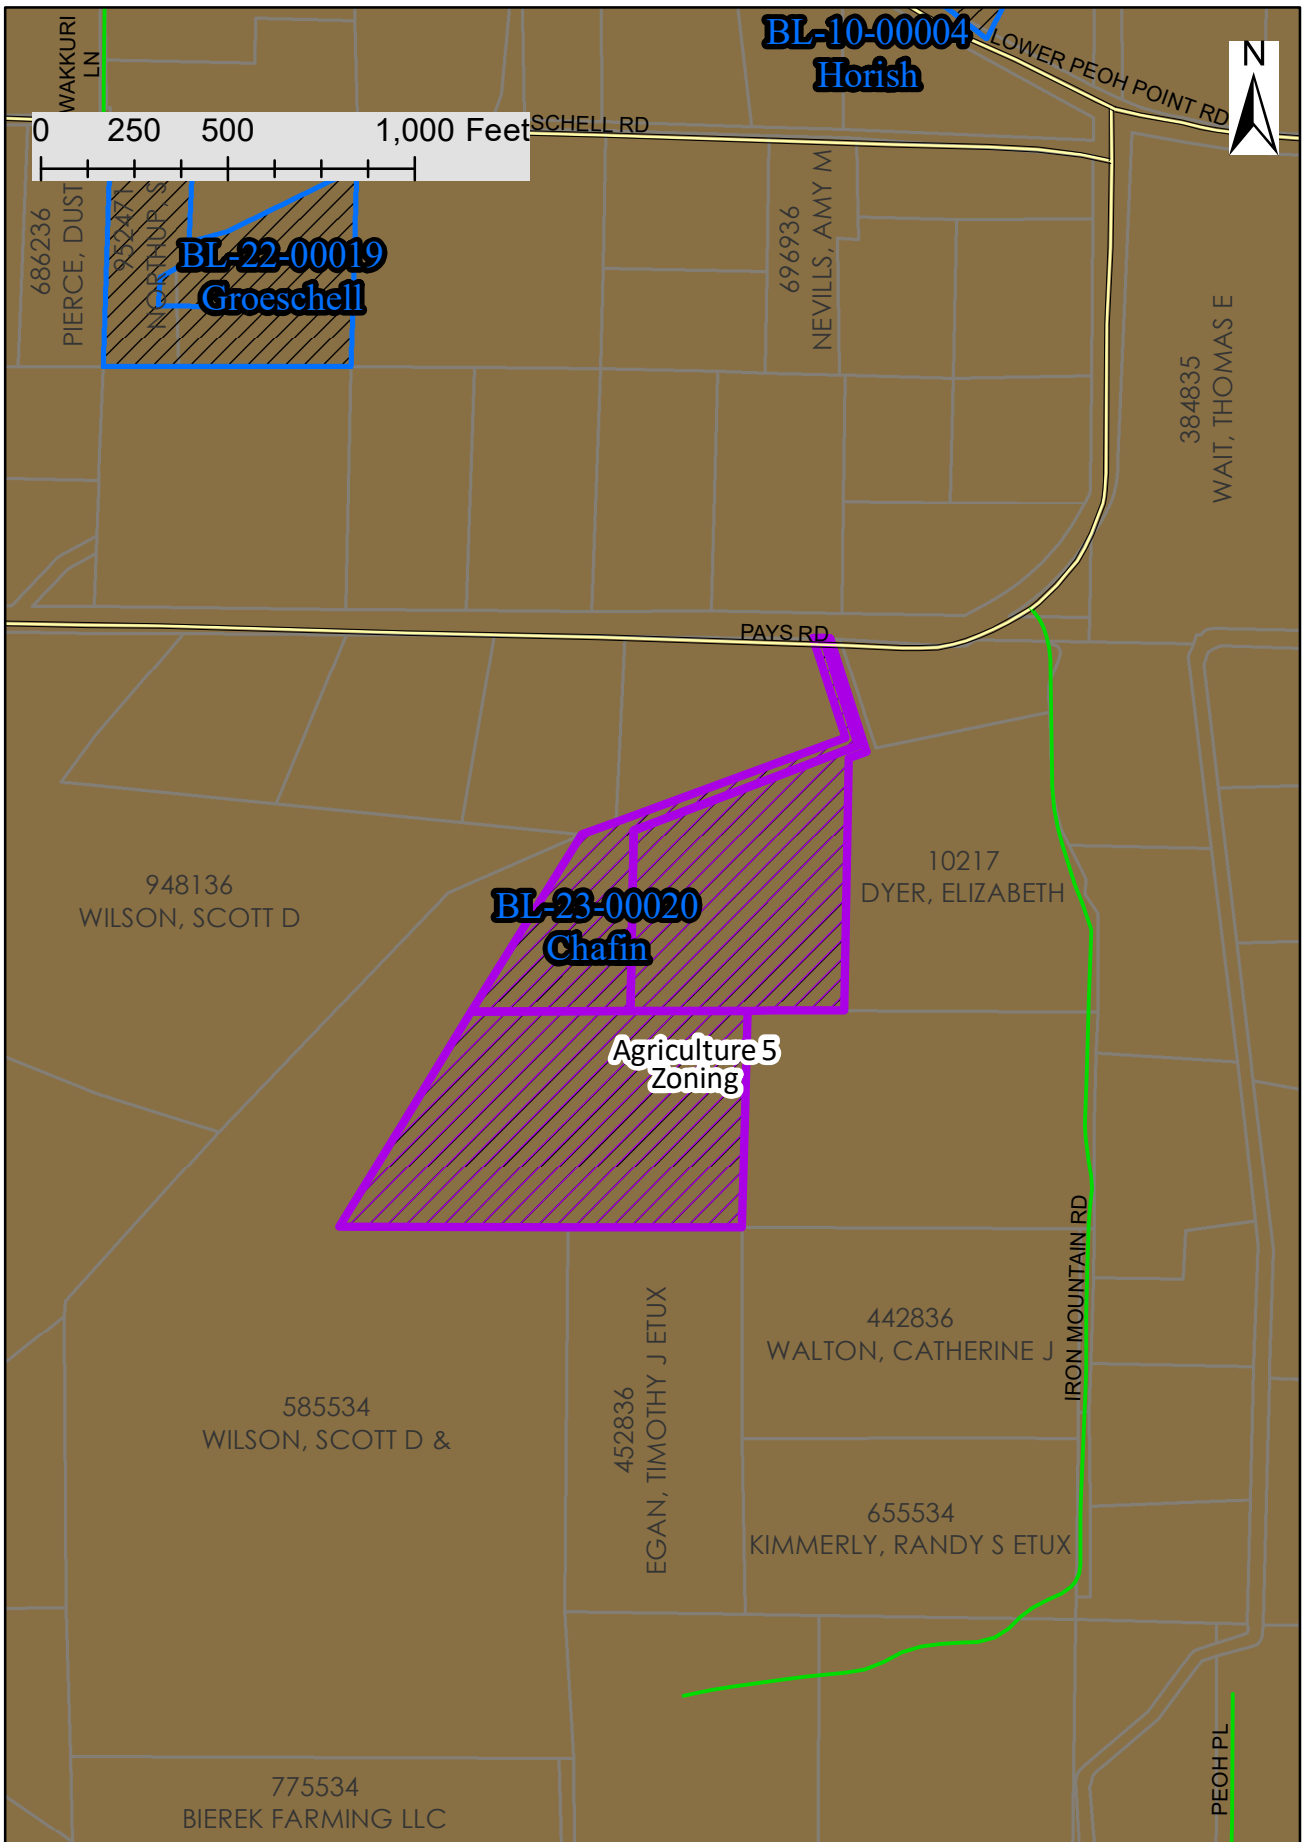 BL-10-00004
Horish
LOWER PEOH POINT RD
N
WAKKURI
LN
0 250 500 1,000 Feet
SCHELL RD
686236
PIERCE, DUST
952471
NORTHUP, S
BL-22-00019
Groeschell
696936
NEVILLS, AMY M
384835
WAIT, THOMAS E
PAYS RD
948136
WILSON, SCOTT D
10217
DYER, ELIZABETH
BL-23-00020
Chafin
Agriculture 5
Zoning
IRON MOUNTAIN RD
442836
WALTON, CATHERINE J
452836
EGAN, TIMOTHY J ETUX
585534
WILSON, SCOTT D &
655534
KIMMERLY, RANDY S ETUX
PEOH PL
775534
BIEREK FARMING LLC